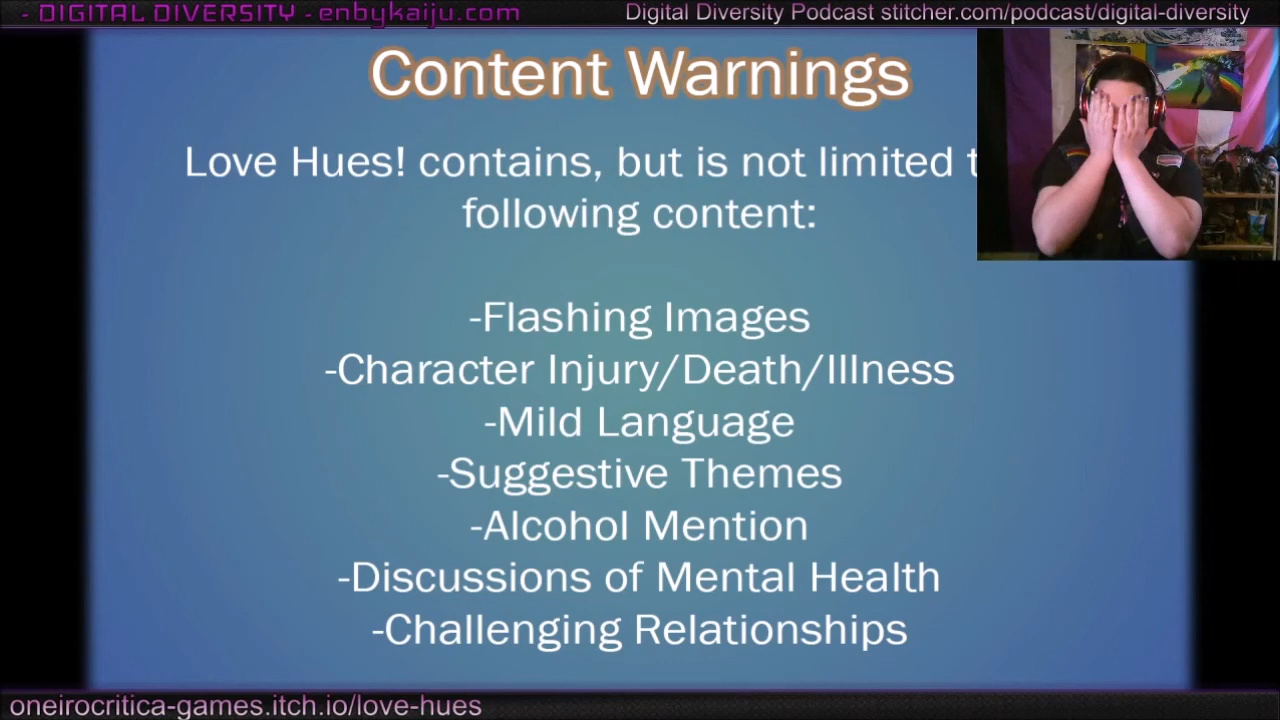 - DIGITAL DIVERSITY - enbykaiju.com
Digital Diversity Podcast stitcher.com/podcast/digital-diversity
Content Warnings
Love Hues! contains, but is not limited
following content:
-Flashing Images
-Character Injury/Death/Illness
-Mild Language
-Suggestive Themes
-Alcohol Mention
-Discussions of Mental Health
-Challenging Relationships
oneirocritica-games.itch.io/love-hues